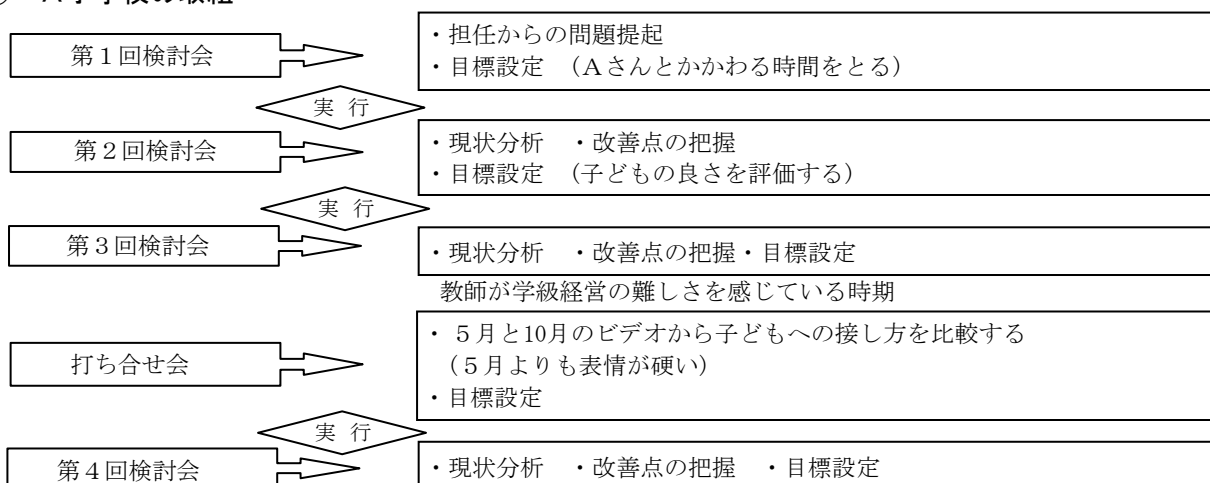 Ａ小学校の取組
第１回検討会
・担任からの問題提起
・目標設定　（Ａさんとかかわる時間をとる）
実 行
第２回検討会
・現状分析　・改善点の把握
・目標設定　（子どもの良さを評価する）
実 行
第３回検討会
・現状分析　・改善点の把握・目標設定
教師が学級経営の難しさを感じている時期
打ち合せ会
・ ５月と10月のビデオから子どもへの接し方を比較する
（５月よりも表情が硬い）
・目標設定
実 行
第４回検討会
・現状分析　・改善点の把握　・目標設定